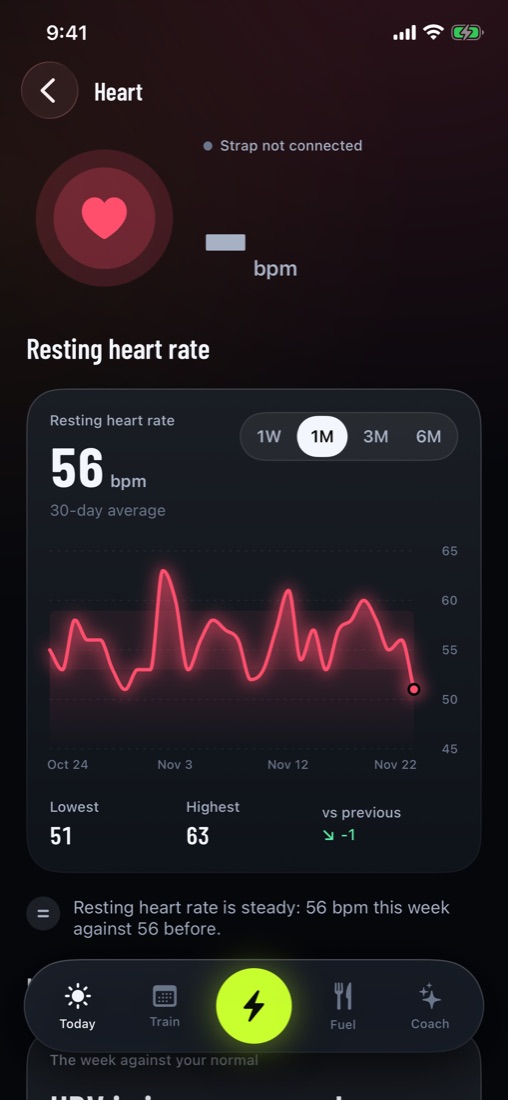 9:41
Heart
Strap not connected
bpm
Resting heart rate
Resting heart rate
1W 1M 3M 6M
56 bpm
30-day average
65
60
55
50
45
Oct 24 Nov 3 Nov 12 Nov 22
Lowest Highest vs previous
51 63 ↘ -1
Resting heart rate is steady: 56 bpm this week
against 56 before.
Today Train Fuel Coach
The week against your normal